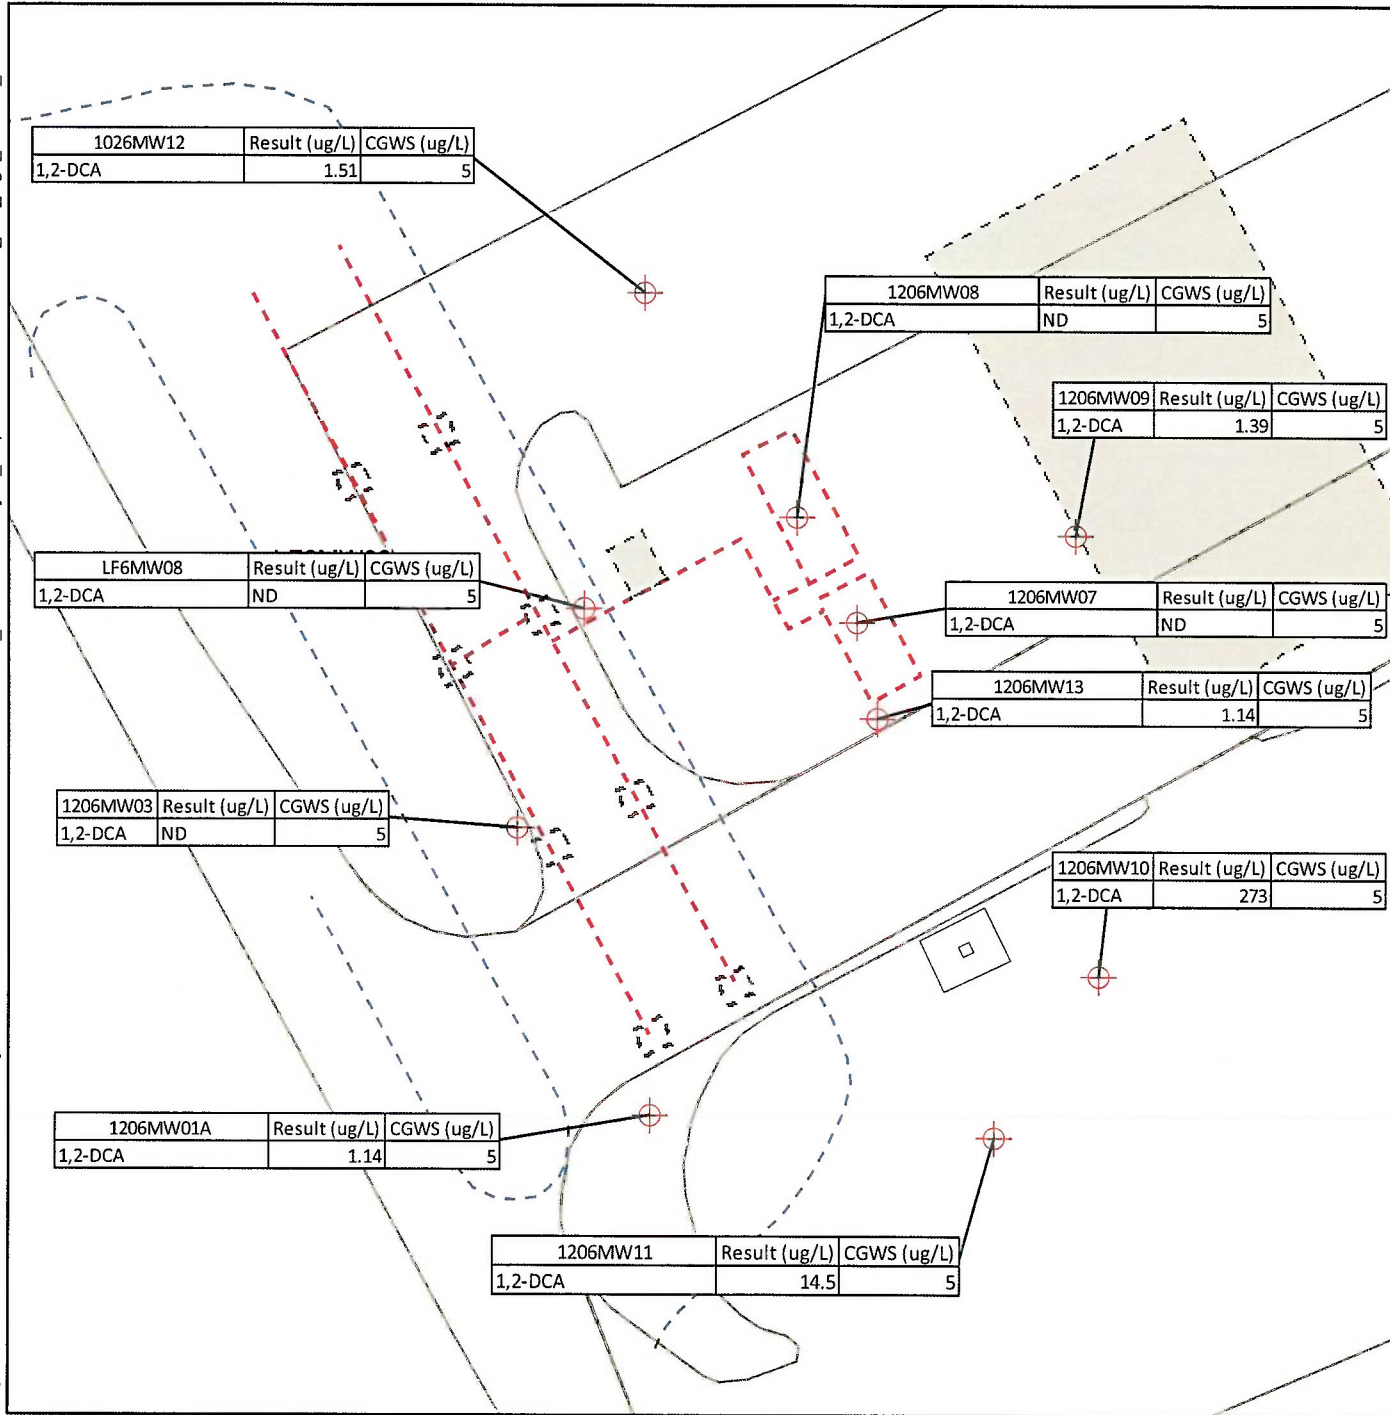 1026MW12 Result (ug/L) CGWS (ug/L)
1,2-DCA 1.51 5
1206MW08 Result (ug/L) CGWS (ug/L)
1,2-DCA ND 5
1206MW09 Result (ug/L) CGWS (ug/L)
1,2-DCA 1.39 5
LF6MW08 Result (ug/L) CGWS (ug/L)
1,2-DCA ND 5
1206MW07 Result (ug/L) CGWS (ug/L)
1,2-DCA ND 5
1206MW13 Result (ug/L) CGWS (ug/L)
1,2-DCA 1.14 5
1206MW03 Result (ug/L) CGWS (ug/L)
1,2-DCA ND 5
1206MW10 Result (ug/L) CGWS (ug/L)
1,2-DCA 273 5
1206MW01A Result (ug/L) CGWS (ug/L)
1,2-DCA 1.14 5
1206MW11 Result (ug/L) CGWS (ug/L)
1,2-DCA 14.5 5